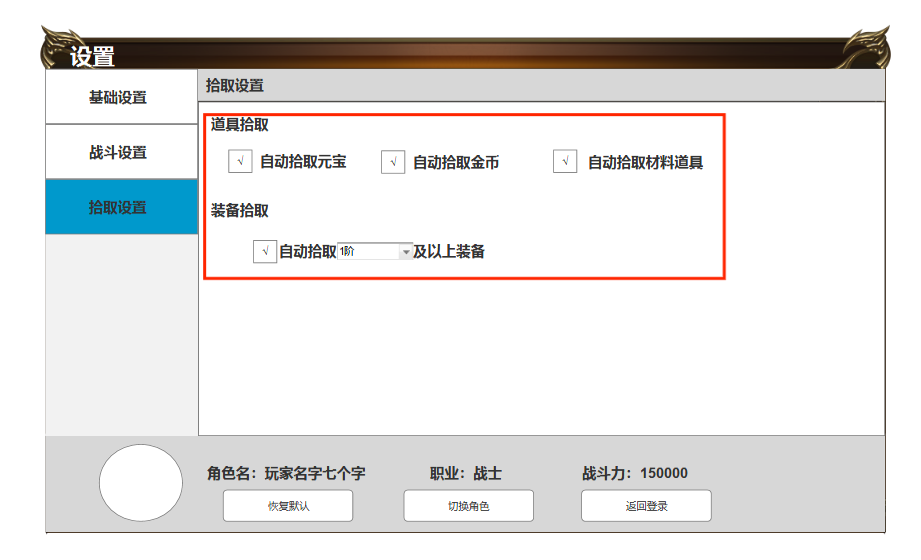 设置
基础设置
战斗设置
拾取设置
拾取设置
道具拾取
√ 自动拾取元宝 √ 自动拾取金币 √ 自动拾取材料道具
装备拾取
√ 自动拾取 1阶 及以上装备
角色名：玩家名字七个字 职业：战士 战斗力：150000
恢复默认 切换角色 返回登录